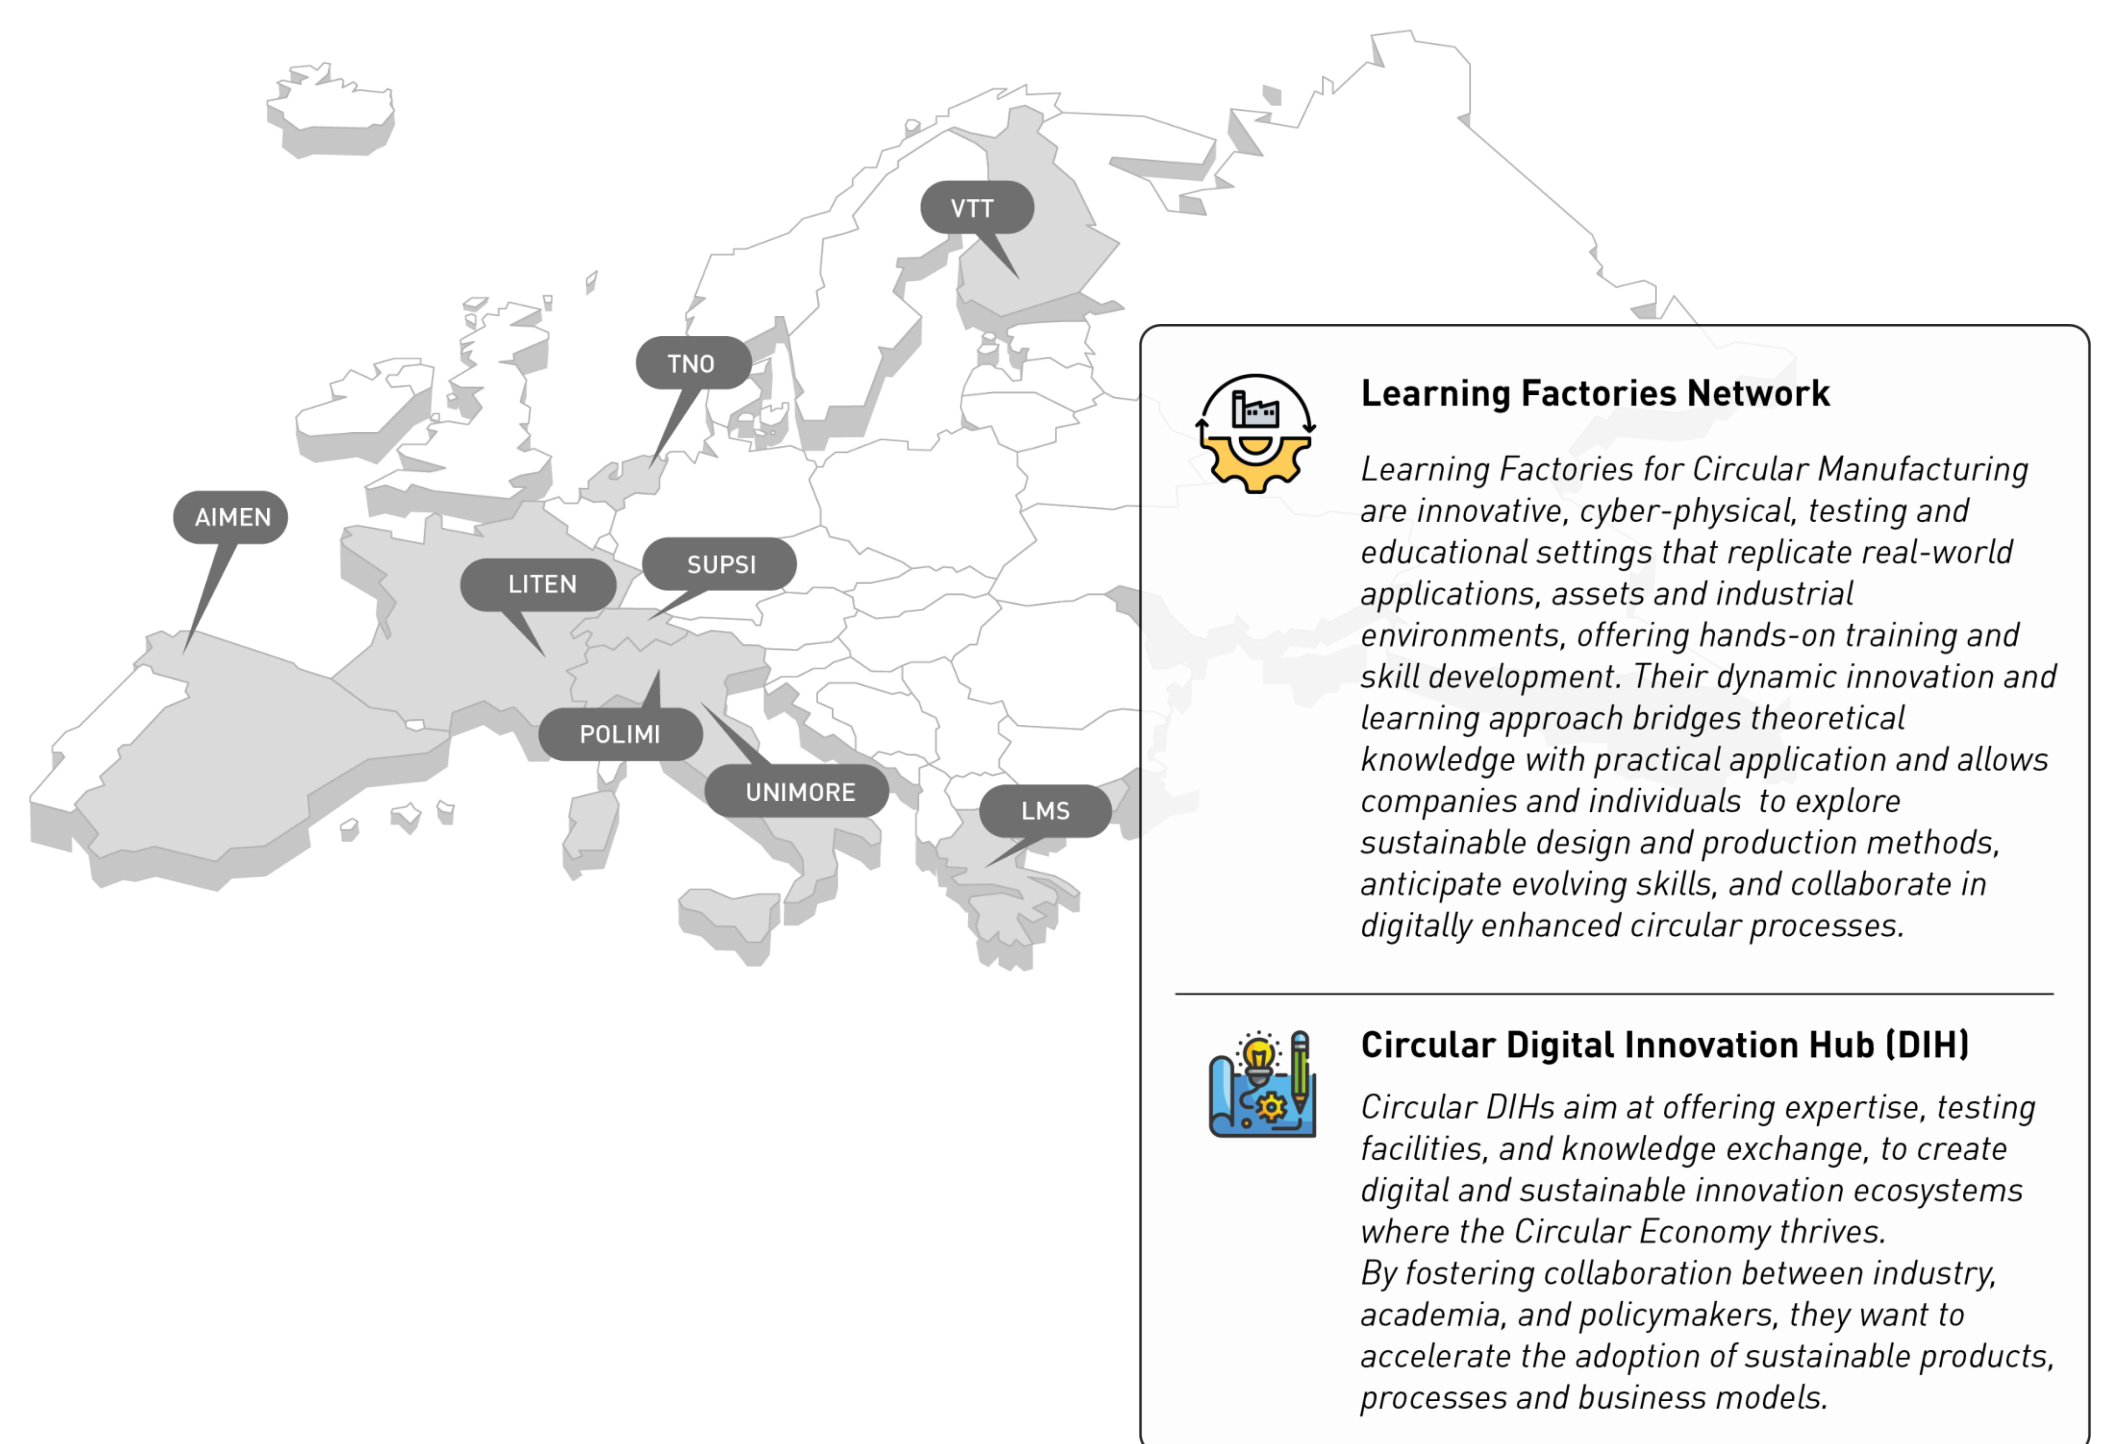 VTT
TNO
AIMEN
SUPSI
LITEN
POLIMI
UNIMORE
LMS
Learning Factories Network
Learning Factories for Circular Manufacturing
are innovative, cyber-physical, testing and
educational settings that replicate real-world
applications, assets and industrial
environments, offering hands-on training and
skill development. Their dynamic innovation and
learning approach bridges theoretical
knowledge with practical application and allows
companies and individuals  to explore
sustainable design and production methods,
anticipate evolving skills, and collaborate in
digitally enhanced circular processes.
Circular Digital Innovation Hub (DIH)
Circular DIHs aim at offering expertise, testing
facilities, and knowledge exchange, to create
digital and sustainable innovation ecosystems
where the Circular Economy thrives.
By fostering collaboration between industry,
academia, and policymakers, they want to
accelerate the adoption of sustainable products,
processes and business models.